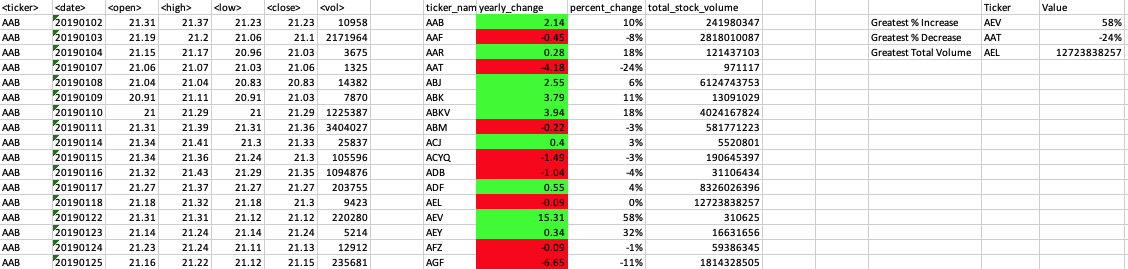 <ticker> <date> <open> <high> <low> <close> <vol> ticker_nam yearly_change percent_change total_stock_volume Ticker Value
AAB 20190102 21.31 21.37 21.23 21.23 10958 AAB 2.14 10% 241980347 Greatest % Increase AEV 58%
AAB 20190103 21.19 21.2 21.06 21.1 2171964 AAF -0.45 -8% 2818010087 Greatest % Decrease AAT -24%
AAB 20190104 21.15 21.17 20.96 21.03 3675 AAR 0.28 18% 121437103 Greatest Total Volume AEL 12723838257
AAB 20190107 21.06 21.07 21.03 21.06 1325 AAT -4.18 -24% 971117
AAB 20190108 21.04 21.04 20.83 20.83 14382 ABJ 2.55 6% 6124743753
AAB 20190109 20.91 21.11 20.91 21.03 7870 ABK 3.79 11% 13091029
AAB 20190110 21 21.29 21 21.29 1225387 ABKV 3.94 18% 4024167824
AAB 20190111 21.31 21.39 21.31 21.36 3404027 ABM -0.22 -3% 581771223
AAB 20190114 21.34 21.41 21.3 21.33 25837 ACJ 0.4 3% 5520801
AAB 20190115 21.34 21.36 21.24 21.3 105596 ACYQ -1.49 -3% 190645397
AAB 20190116 21.32 21.43 21.29 21.35 1094876 ADB -1.04 -4% 31106434
AAB 20190117 21.27 21.37 21.27 21.27 203755 ADF 0.55 4% 8326026396
AAB 20190118 21.18 21.32 21.18 21.3 9423 AEL -0.09 0% 12723838257
AAB 20190122 21.31 21.31 21.12 21.12 220280 AEV 15.31 58% 310625
AAB 20190123 21.14 21.24 21.14 21.24 5214 AEY 0.34 32% 16631656
AAB 20190124 21.23 21.24 21.11 21.13 12912 AFZ -0.09 -1% 59386345
AAB 20190125 21.16 21.22 21.12 21.15 235681 AGF -6.65 -11% 1814328505